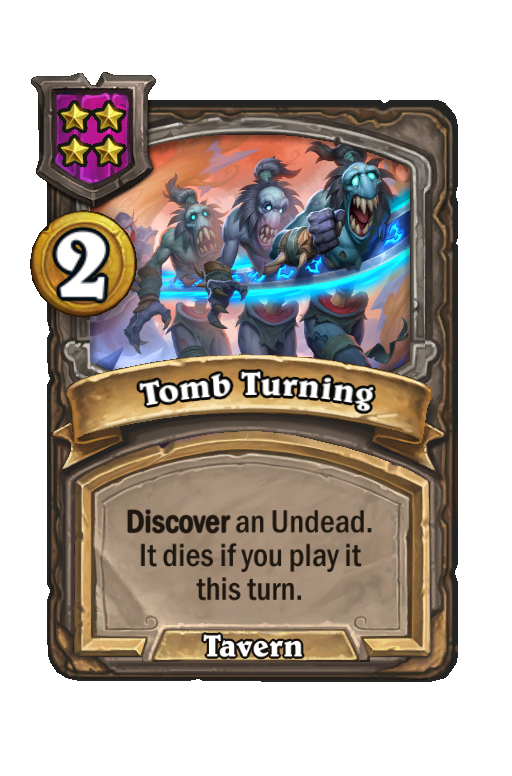 2
Tomb Turning
Discover an Undead.
It dies if you play it
this turn.
Tavern